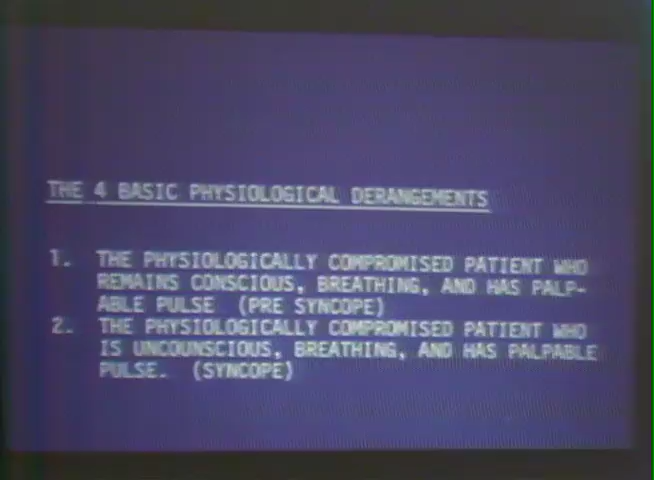 THE 4 BASIC PHYSIOLOGICAL DERANGEMENTS
1. THE PHYSIOLOGICALLY COMPROMISED PATIENT WHO
REMAINS CONSCIOUS, BREATHING, AND HAS PALP-
ABLE PULSE (PRE SYNCOPE)
2. THE PHYSIOLOGICALLY COMPROMISED PATIENT WHO
IS UNCOUNSCIOUS, BREATHING, AND HAS PALPABLE
PULSE. (SYNCOPE)